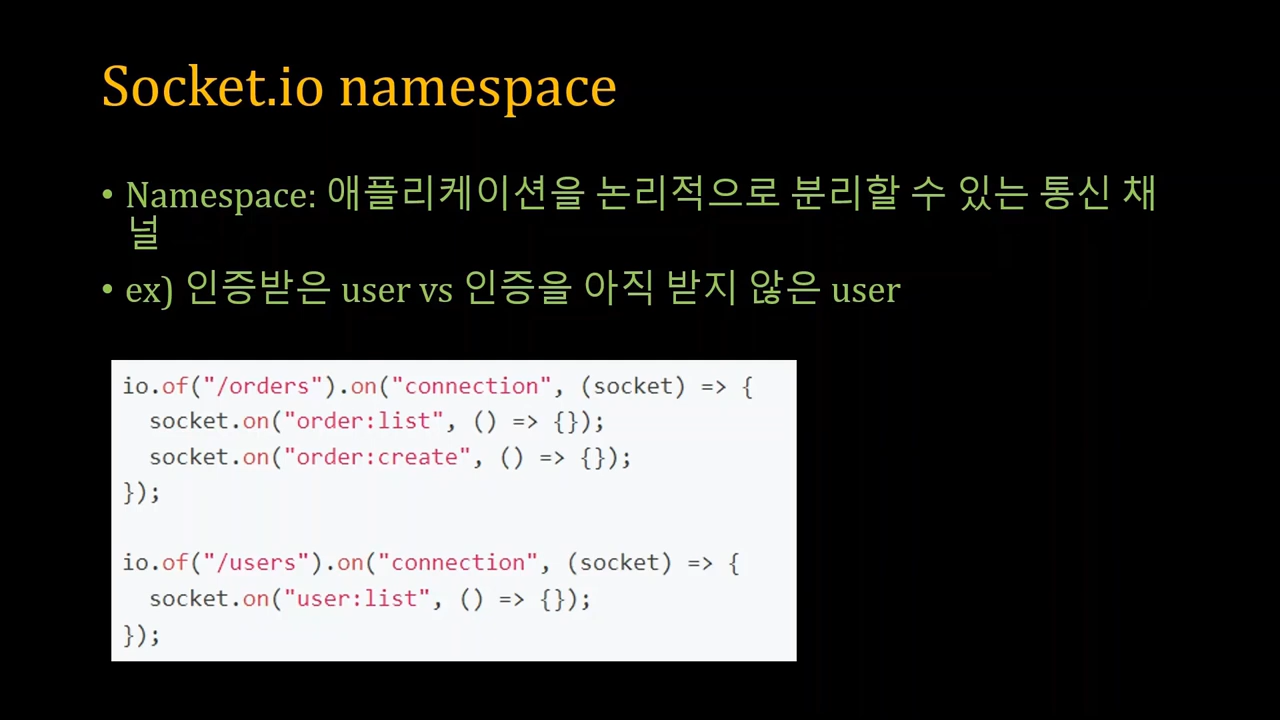 Socket.io namespace
• Namespace: 애플리케이션을 논리적으로 분리할 수 있는 통신 채
널
• ex) 인증받은 user vs 인증을 아직 받지 않은 user
io.of("/orders").on("connection", (socket) => {
  socket.on("order:list", () => {});
  socket.on("order:create", () => {});
});
io.of("/users").on("connection", (socket) => {
  socket.on("user:list", () => {});
});